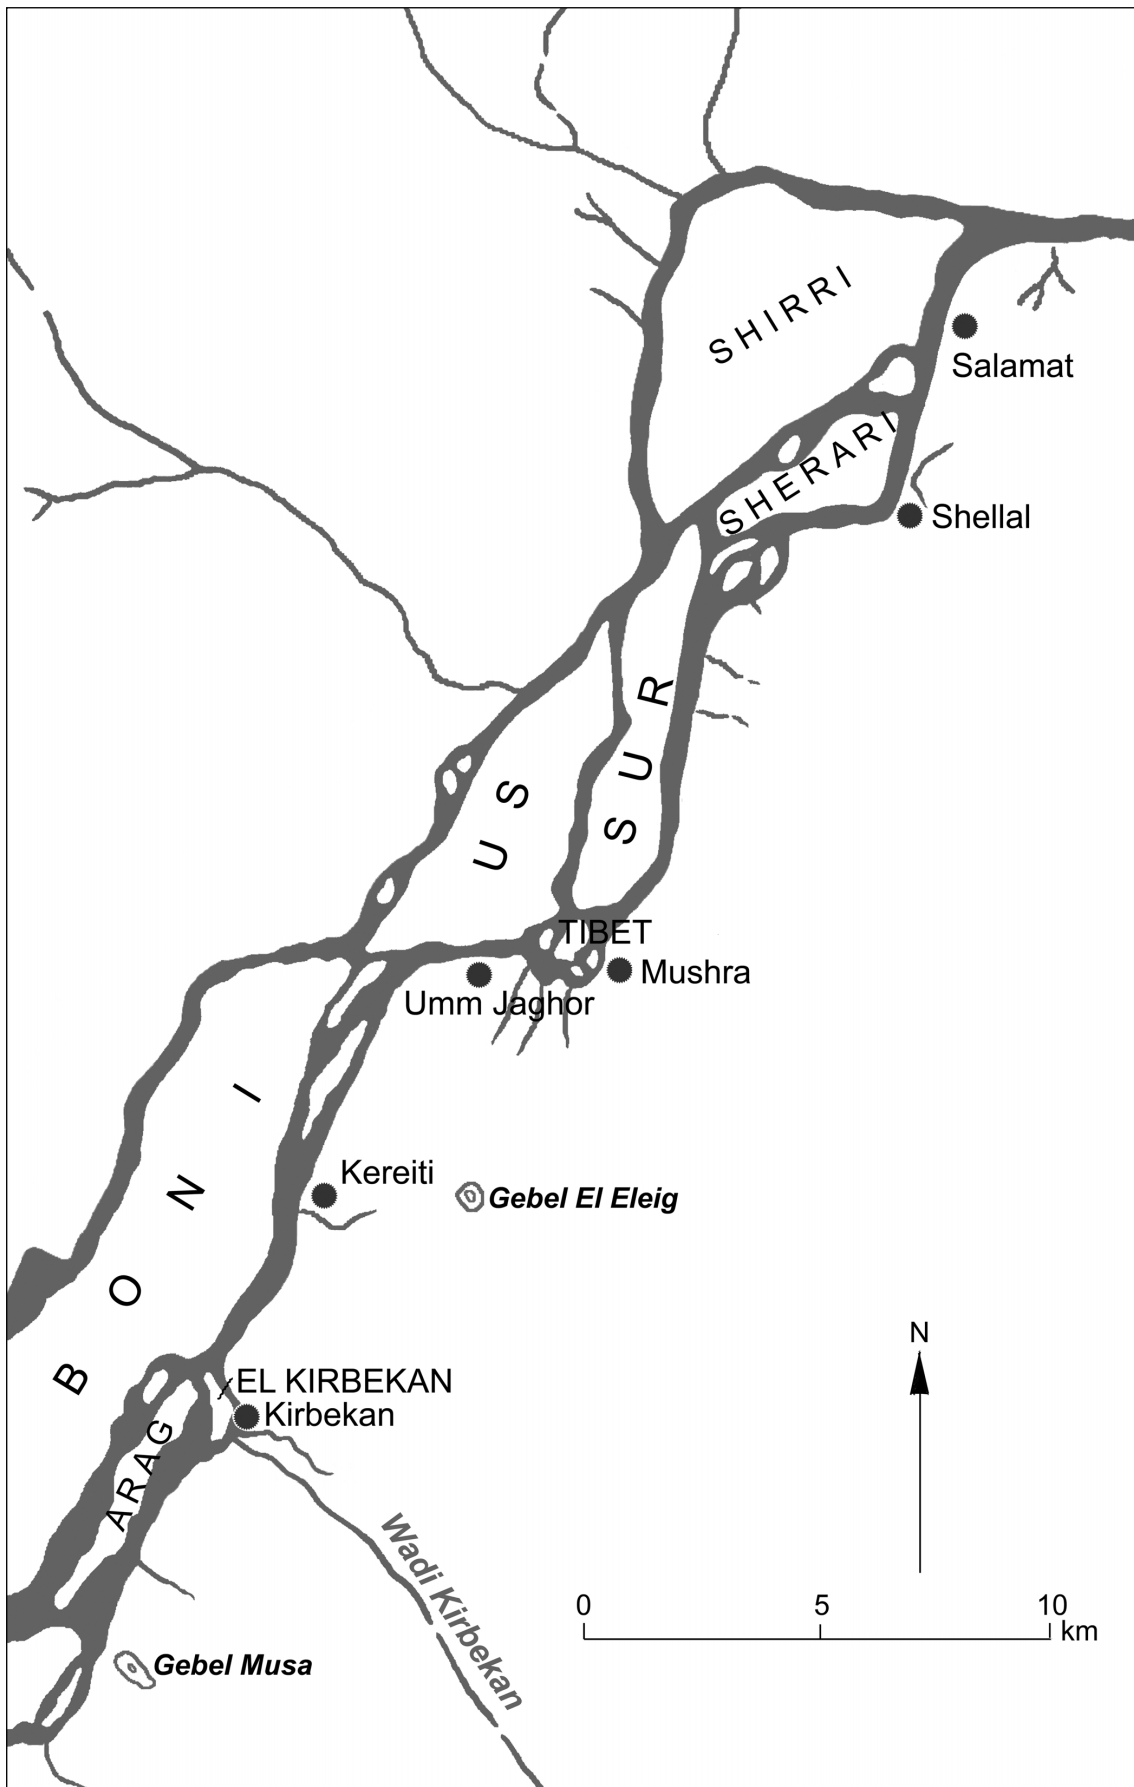 SHIRRI
Salamat
SHERARI
Shellal
SUR
US
TIBET
Mushra
Umm Jaghor
BONI
Kereiti
Gebel El Eleig
N
EL KIRBEKAN
Kirbekan
ARAG
Wadi Kirbekan
0 5 10
km
Gebel Musa